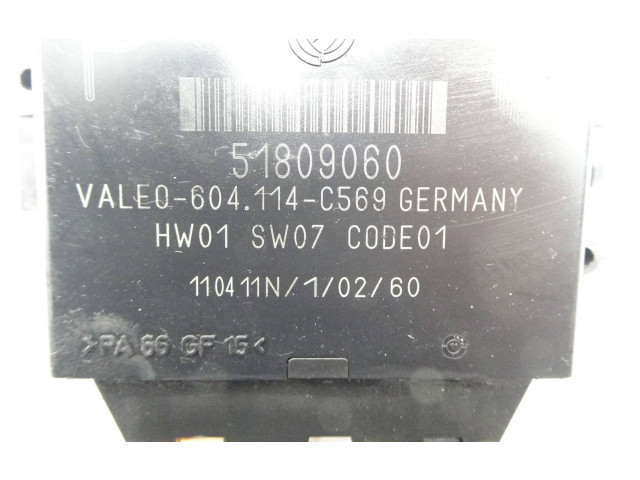 51809060
VALEO-604.114-C569 GERMANY
HW01 SW07 CODE01
110411N/1/02/60
>PA 66 GF 15<